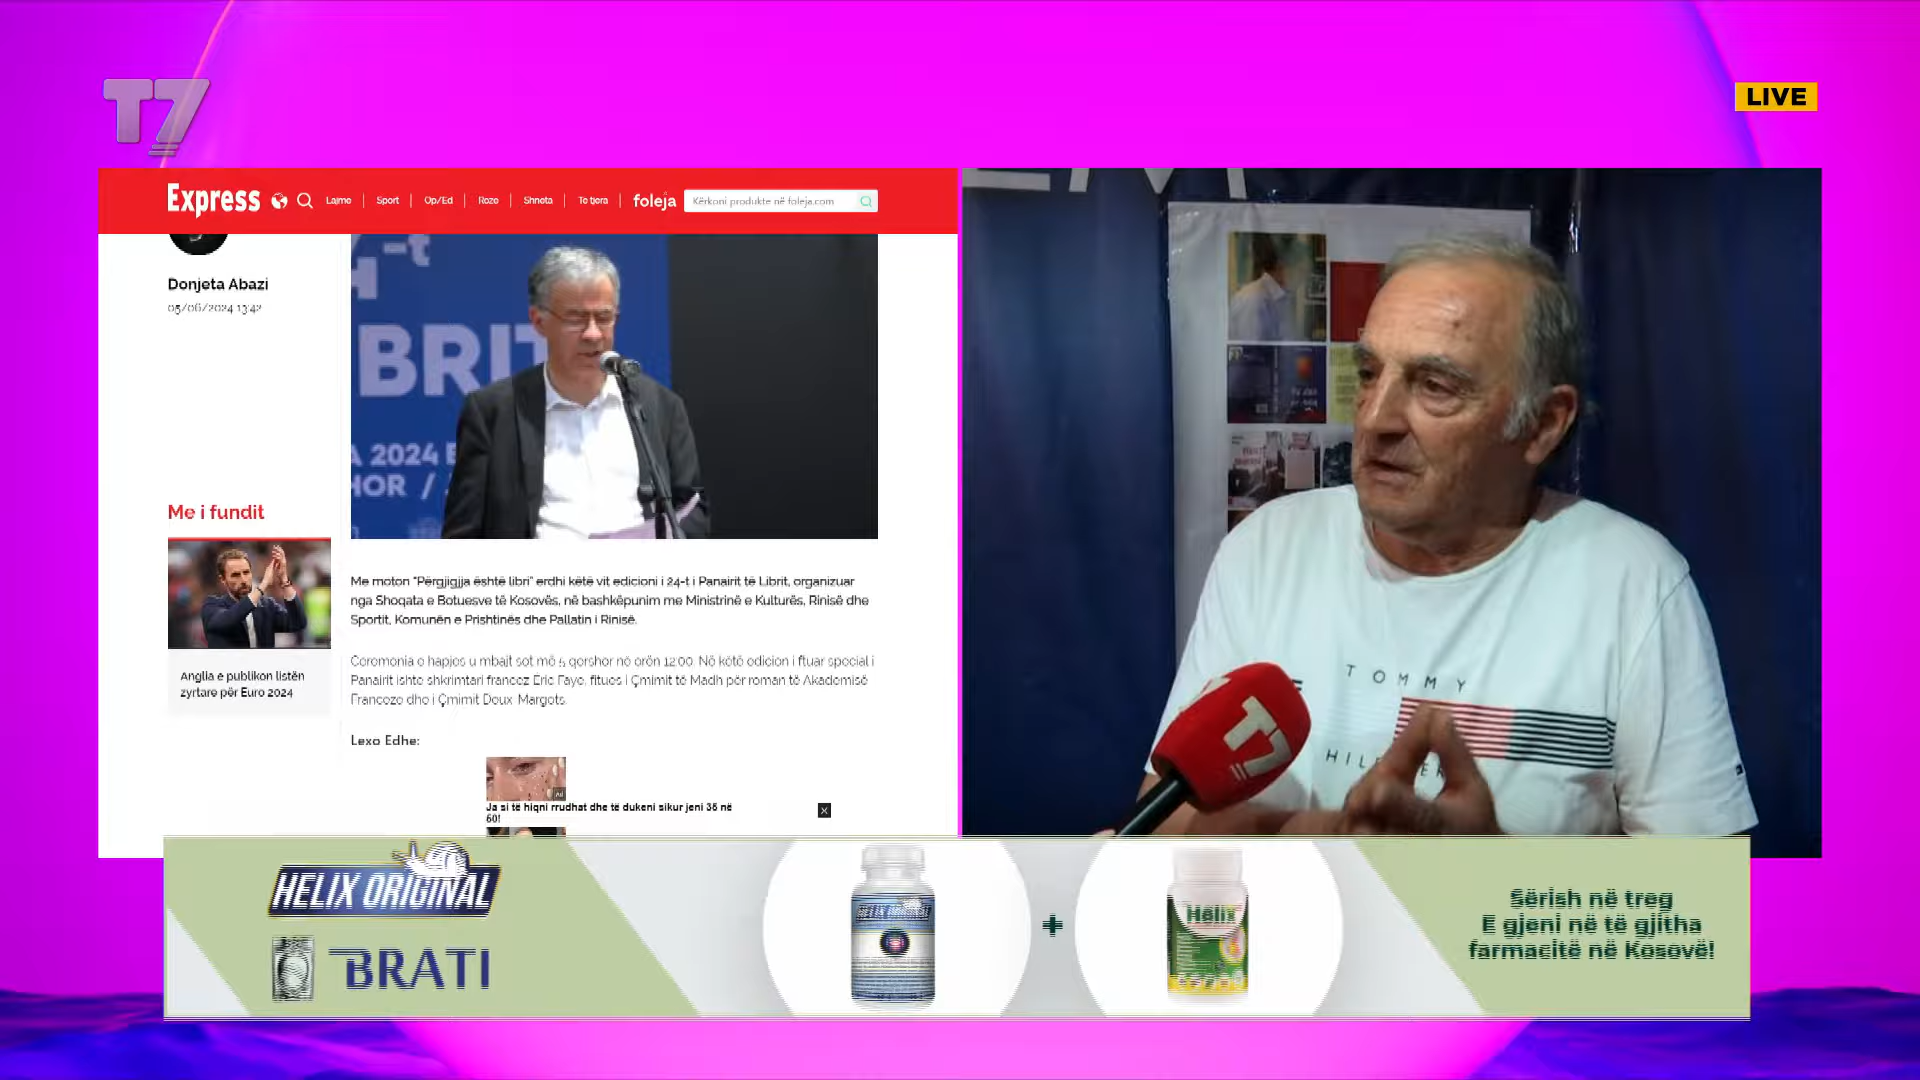 T7
LIVE
Express
Lajme
Sport
Op/Ed
Roze
Shneta
Te tjera
foleja
Kërkoni produkte në foleja.com
Donjeta Abazi
05/06/2024 13:42
-t
BRIT
A 2024
HOR /
Me i fundit
Anglia e publikon listën
zyrtare për Euro 2024
Me moton "Përgjigjja është libri" erdhi këtë vit edicioni i 24-t i Panairit të Librit, organizuar
nga Shoqata e Botuesve të Kosovës, në bashkëpunim me Ministrinë e Kulturës, Rinisë dhe
Sportit, Komunën e Prishtinës dhe Pallatin i Rinisë.
Ceremonia e hapjes u mbajt sot më 5 qershor në orën 12:00. Në këtë edicion i ftuar special i
Panairit ishte shkrimtari francez Eric Faye, fitues i Çmimit të Madh për roman të Akademisë
Franceze dhe i Çmimit Deux Margots.
Lexo Edhe:
Ad
Ja si të hiqni rrudhat dhe të dukeni sikur jeni 35 në
60!
TOMMY
T7
HELIX ORIGINAL
BRATI
HELIX ORIGINAL
+
Helix
Sërish në treg
E gjeni në të gjitha
farmacitë në Kosovë!